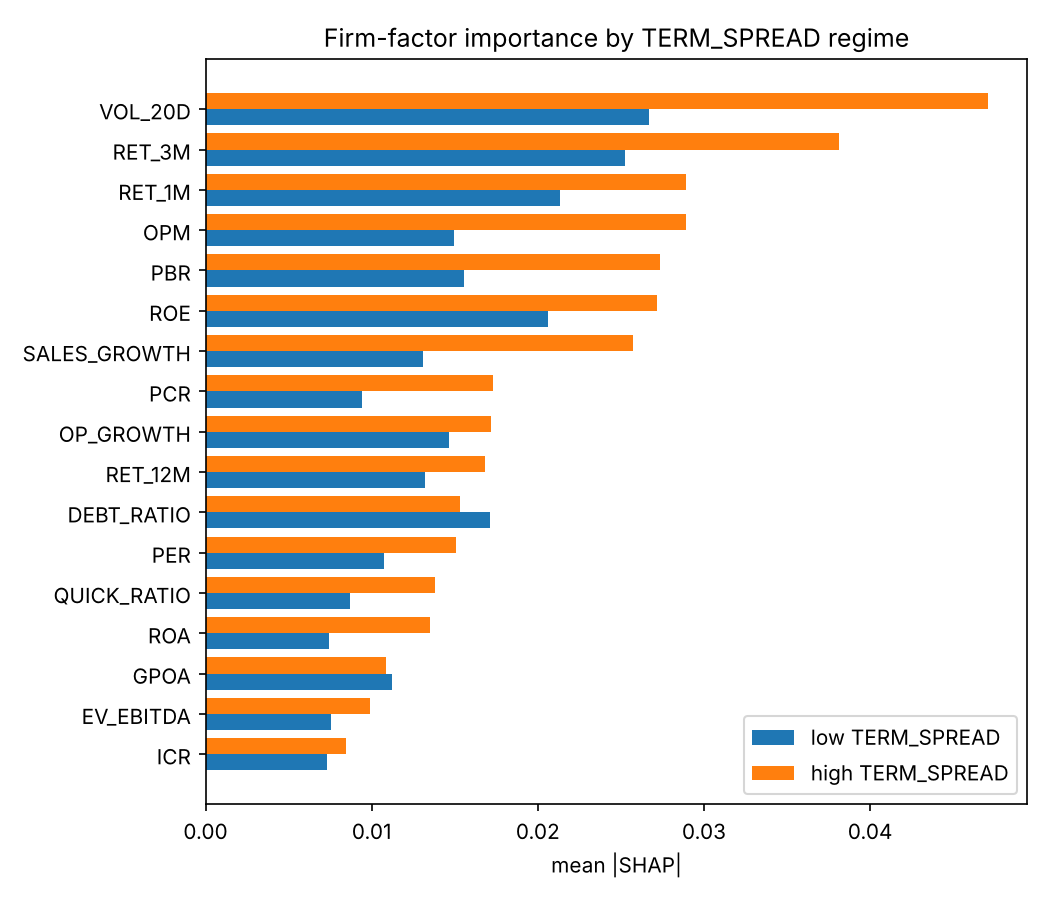 Firm-factor importance by TERM_SPREAD regime
VOL_20D
RET_3M
RET_1M
OPM
PBR
ROE
SALES_GROWTH
PCR
OP_GROWTH
RET_12M
DEBT_RATIO
PER
QUICK_RATIO
ROA
GPOA
EV_EBITDA
ICR
low TERM_SPREAD
high TERM_SPREAD
0.00 0.01 0.02 0.03 0.04
mean |SHAP|